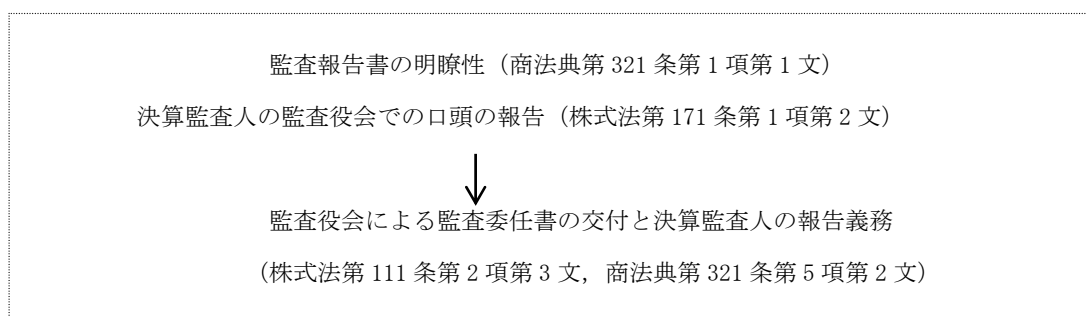 監査報告書の明瞭性（商法典第 321 条第 1 項第 1 文）
決算監査人の監査役会での口頭の報告（株式法第 171 条第 1 項第 2 文）
監査役会による監査委任書の交付と決算監査人の報告義務
（株式法第 111 条第 2 項第 3 文，商法典第 321 条第 5 項第 2 文）